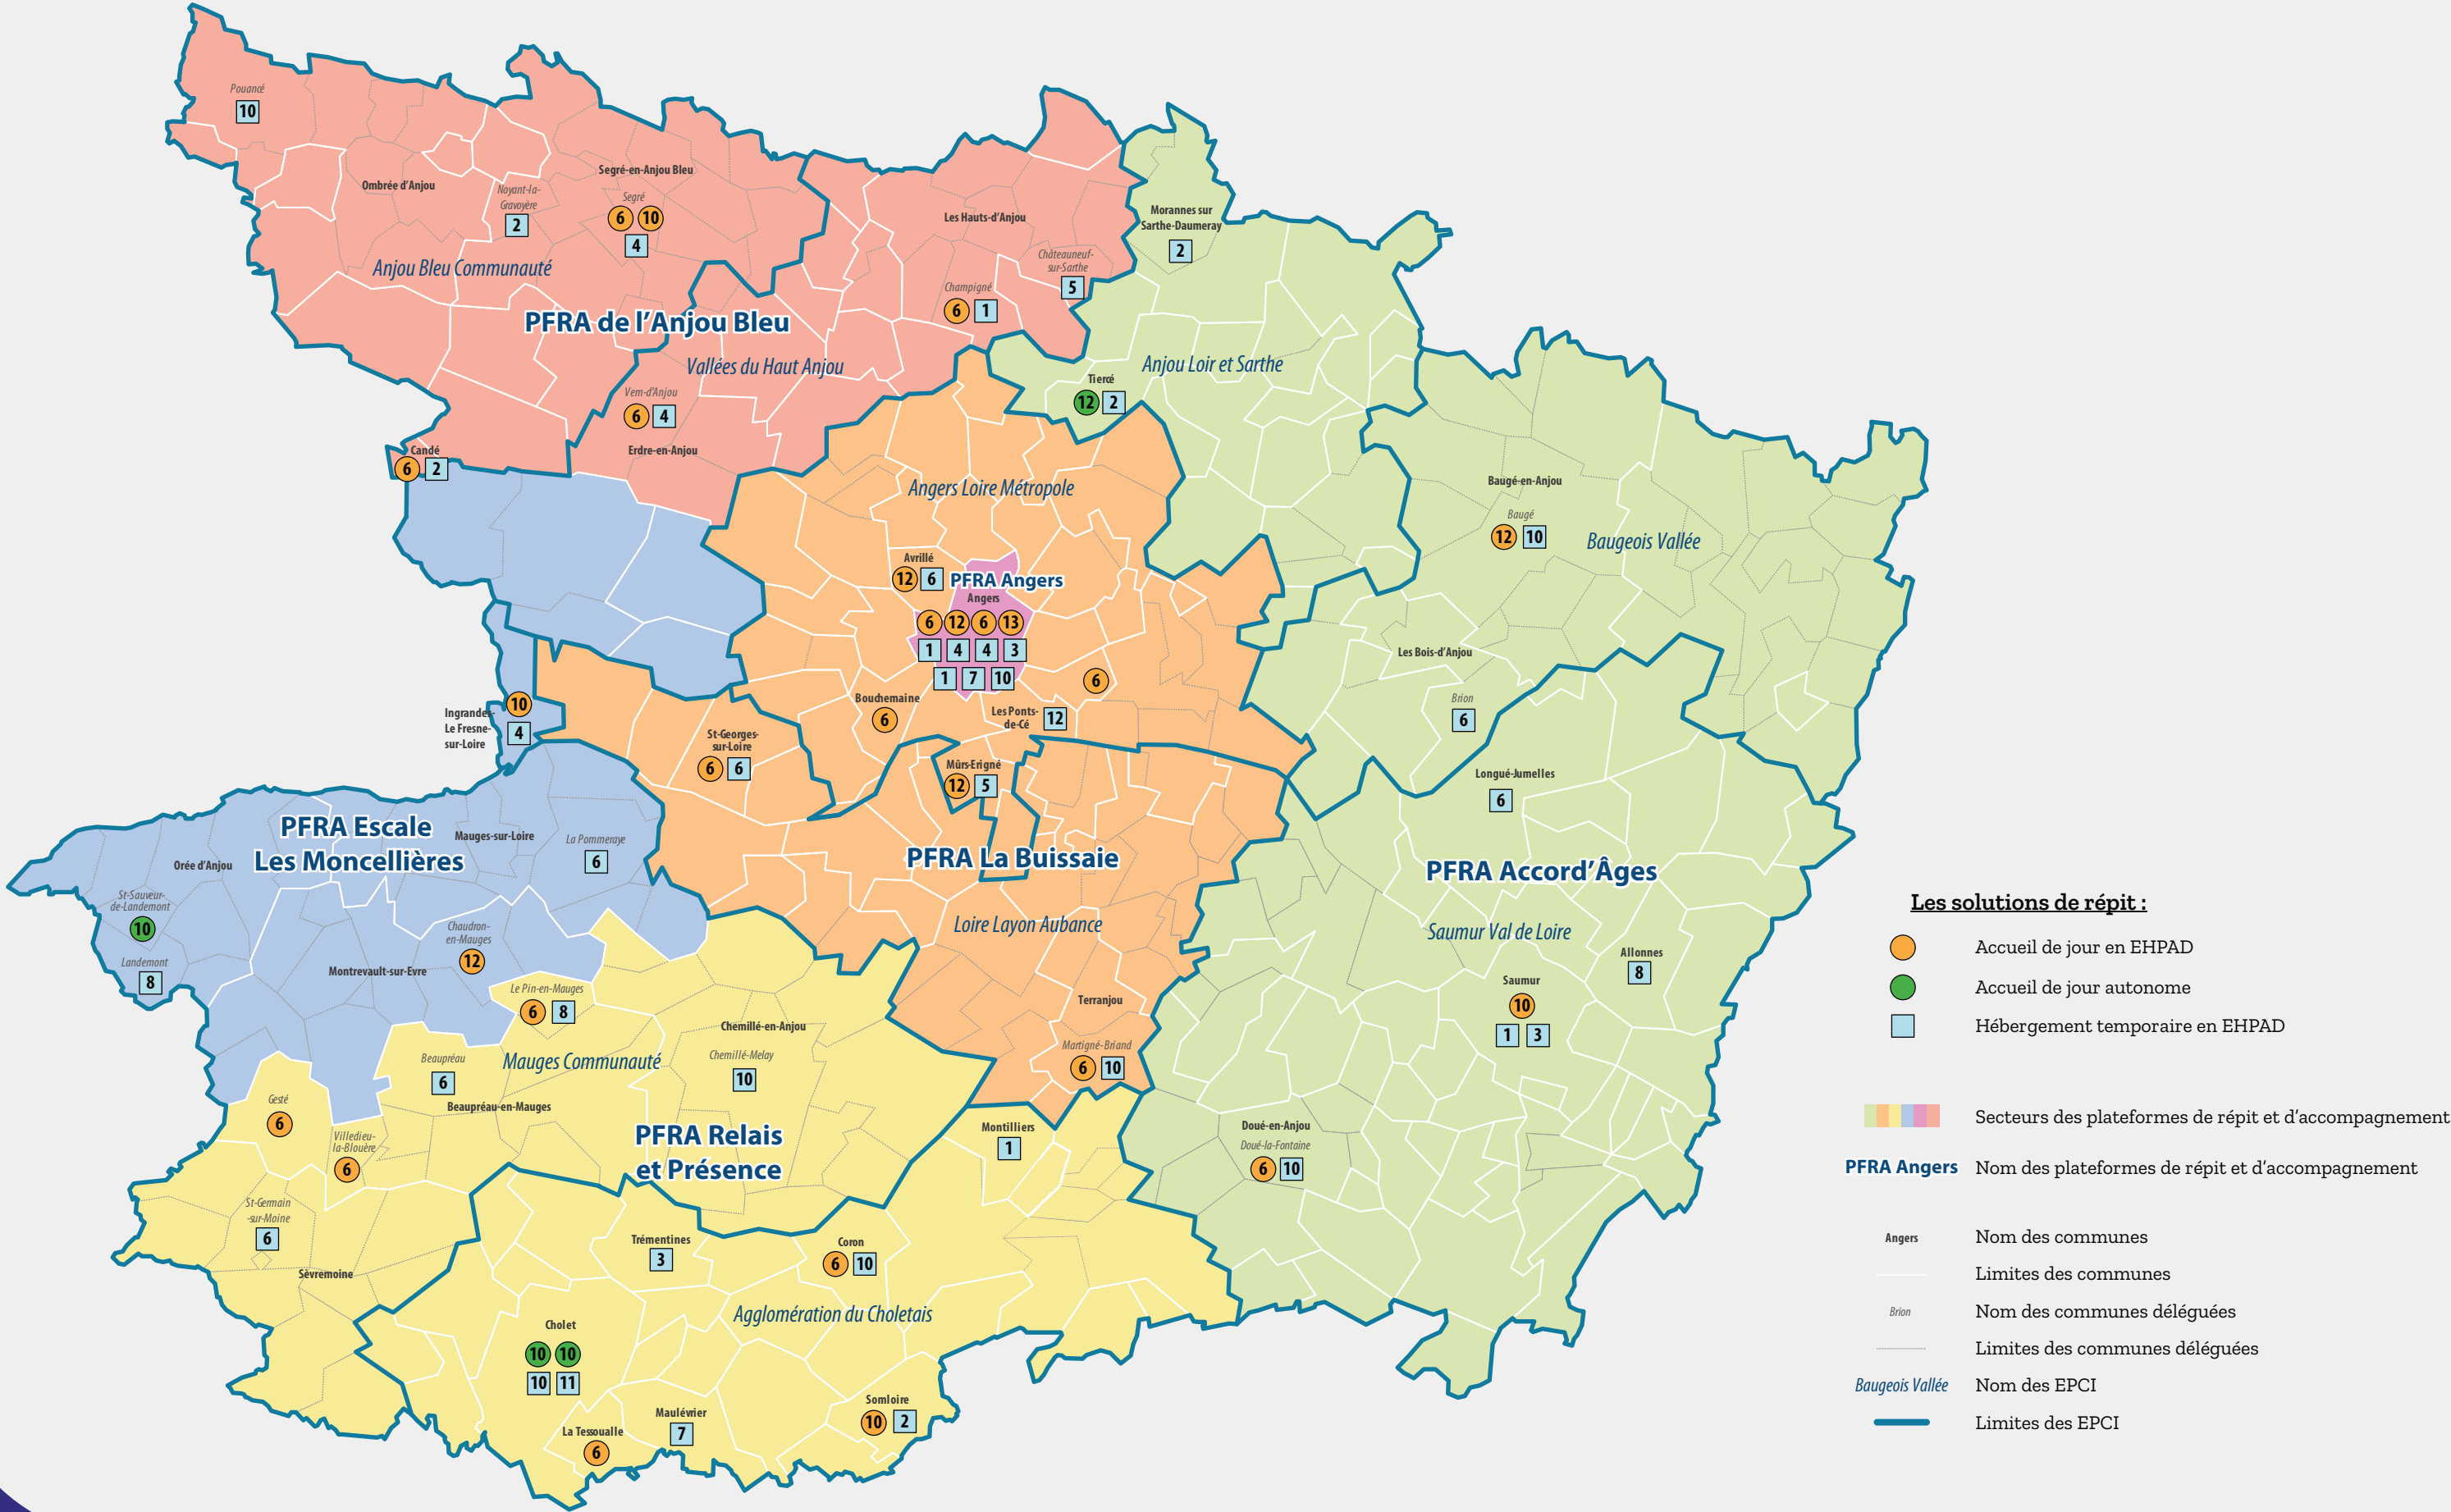 Pouancé
10
Ombrée d'Anjou
Noyant-la-
Gravoyère
2
Segré-en-Anjou Bleu
Segré
6 10
4
Anjou Bleu Communauté
PFRA de l'Anjou Bleu
Vallées du Haut Anjou
Les Hauts-d'Anjou
Châteauneuf-
sur-Sarthe
5
Champigné
6 1
Morannes sur
Sarthe-Daumeray
2
Anjou Loir et Sarthe
Tiercé
12 2
Vern-d'Anjou
6 4
Erdre-en-Anjou
Candé
6 2
Angers Loire Métropole
Baugé-en-Anjou
Baugé
12 10
Baugeois Vallée
Avrillé
12 6
PFRA Angers
Angers
6 12 6 13
1 4 4 3
1 7 10
6
Les Bois-d'Anjou
Brion
6
Bouchemaine
6
Les Ponts-
de-Cé
12
Ingrandes-
Le Fresne-
sur-Loire
10
4
St-Georges-
sur-Loire
6 6
Mûrs-Erigné
12 5
Longué-Jumelles
6
PFRA Escale
Les Moncellières
Mauges-sur-Loire
La Pommeraye
6
Orée d'Anjou
St-Sauveur-
de-Landemont
10
Landemont
8
Chaudron-
en-Mauges
12
Montrevault-sur-Evre
PFRA La Buissaie
Loire Layon Aubance
PFRA Accord'Âges
Saumur Val de Loire
Allonnes
8
Saumur
10
1 3
Le Pin-en-Mauges
6 8
Terranjou
Martigné-Briand
6 10
Chemillé-en-Anjou
Chemillé-Melay
10
Mauges Communauté
Beaupréau
6
Beaupréau-en-Mauges
Gesté
6
Villedieu-
la-Blouère
6
PFRA Relais
et Présence
Montilliers
1
Doué-en-Anjou
Doué-la-Fontaine
6 10
St-Germain
-sur-Moine
6
Sèvremoine
Trémentines
3
Coron
6 10
Agglomération du Choletais
Cholet
10 10
10 11
La Tessoualle
6
Maulévrier
7
Somloire
10 2
Les solutions de répit :
Accueil de jour en EHPAD
Accueil de jour autonome
Hébergement temporaire en EHPAD
Secteurs des plateformes de répit et d'accompagnement
PFRA Angers Nom des plateformes de répit et d'accompagnement
Angers Nom des communes
Limites des communes
Brion Nom des communes déléguées
Limites des communes déléguées
Baugeois Vallée Nom des EPCI
Limites des EPCI